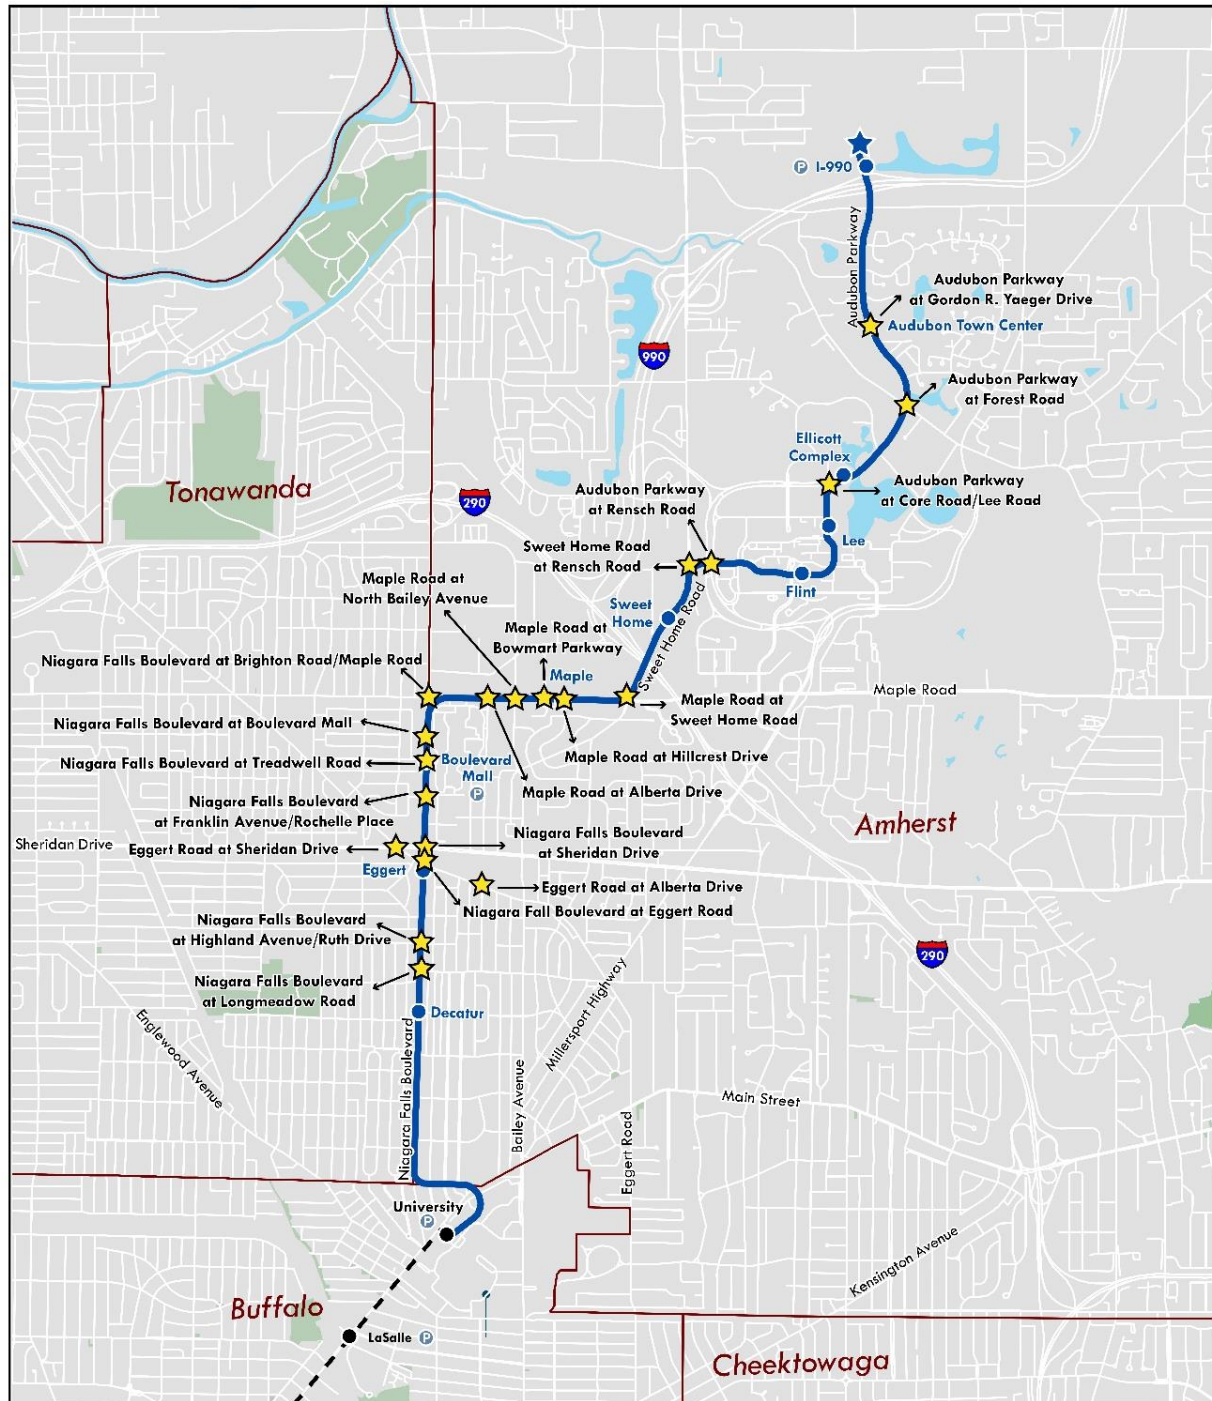 P I-990
Audubon Parkway
Audubon Parkway
at Gordon R. Yaeger Drive
Audubon Town Center
990
Audubon Parkway
at Forest Road
Ellicott
Complex
Audubon Parkway
at Core Road/Lee Road
Tonawanda
290
Audubon Parkway
at Rensch Road
Lee
Sweet Home Road
at Rensch Road
Flint
Maple Road at
North Bailey Avenue
Sweet
Home
Sweet Home Road
Maple Road at
Bowmart Parkway
Niagara Falls Boulevard at Brighton Road/Maple Road
Maple
Maple Road
Maple Road at
Sweet Home Road
Niagara Falls Boulevard at Boulevard Mall
Maple Road at Hillcrest Drive
Niagara Falls Boulevard at Treadwell Road
Boulevard
Mall
P
Maple Road at Alberta Drive
Niagara Falls Boulevard
at Franklin Avenue/Rochelle Place
Amherst
Sheridan Drive
Eggert Road at Sheridan Drive
Niagara Falls Boulevard
at Sheridan Drive
Eggert
Eggert Road at Alberta Drive
Niagara Fall Boulevard at Eggert Road
Niagara Falls Boulevard
at Highland Avenue/Ruth Drive
290
Niagara Falls Boulevard
at Longmeadow Road
Decatur
Englewood Avenue
Niagara Falls Boulevard
Millersport Highway
Bailey Avenue
Main Street
Eggert Road
University
P
Kensington Avenue
Buffalo
LaSalle P
Cheektowaga